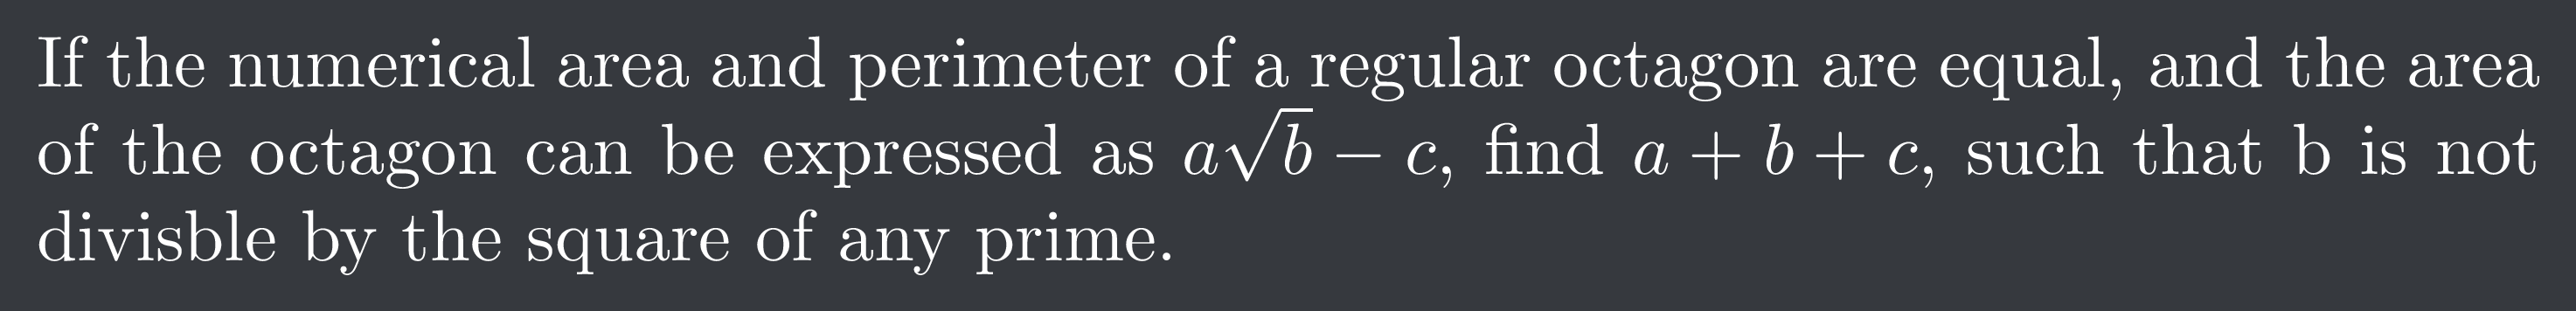 If the numerical area and perimeter of a regular octagon are equal, and the area
of the octagon can be expressed as $a\sqrt{b} - c$, find $a + b + c$, such that b is not
divisble by the square of any prime.